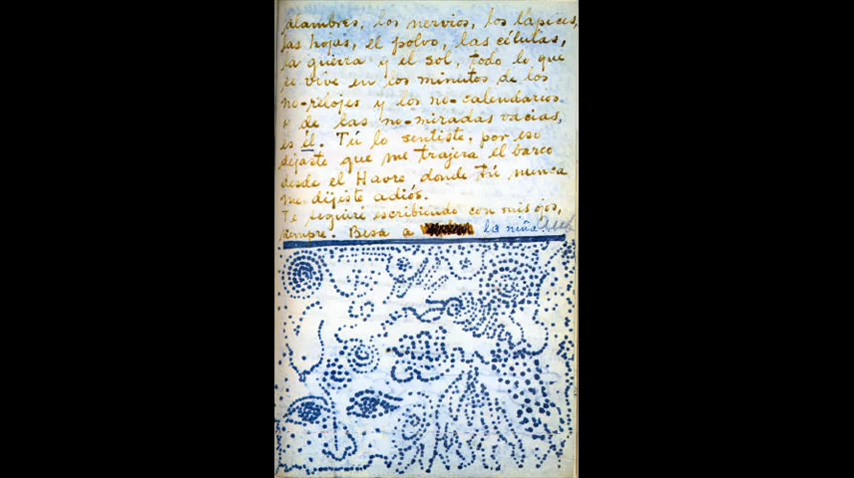 alambres, los nervios, los lápices,
las hojas, el polvo, las células,
la guerra y el sol, todo lo que
se vive en los minutos de los
no-relojes y los no-calendarios
y de las no-miradas vacias,
es él. Tú lo sentiste, por eso
dejaste que me trajera el barco
desde el Havre donde tú nunca
me dijiste adiós.
Te seguiré escribiendo con mis ojos,
siempre. Besa a la niña